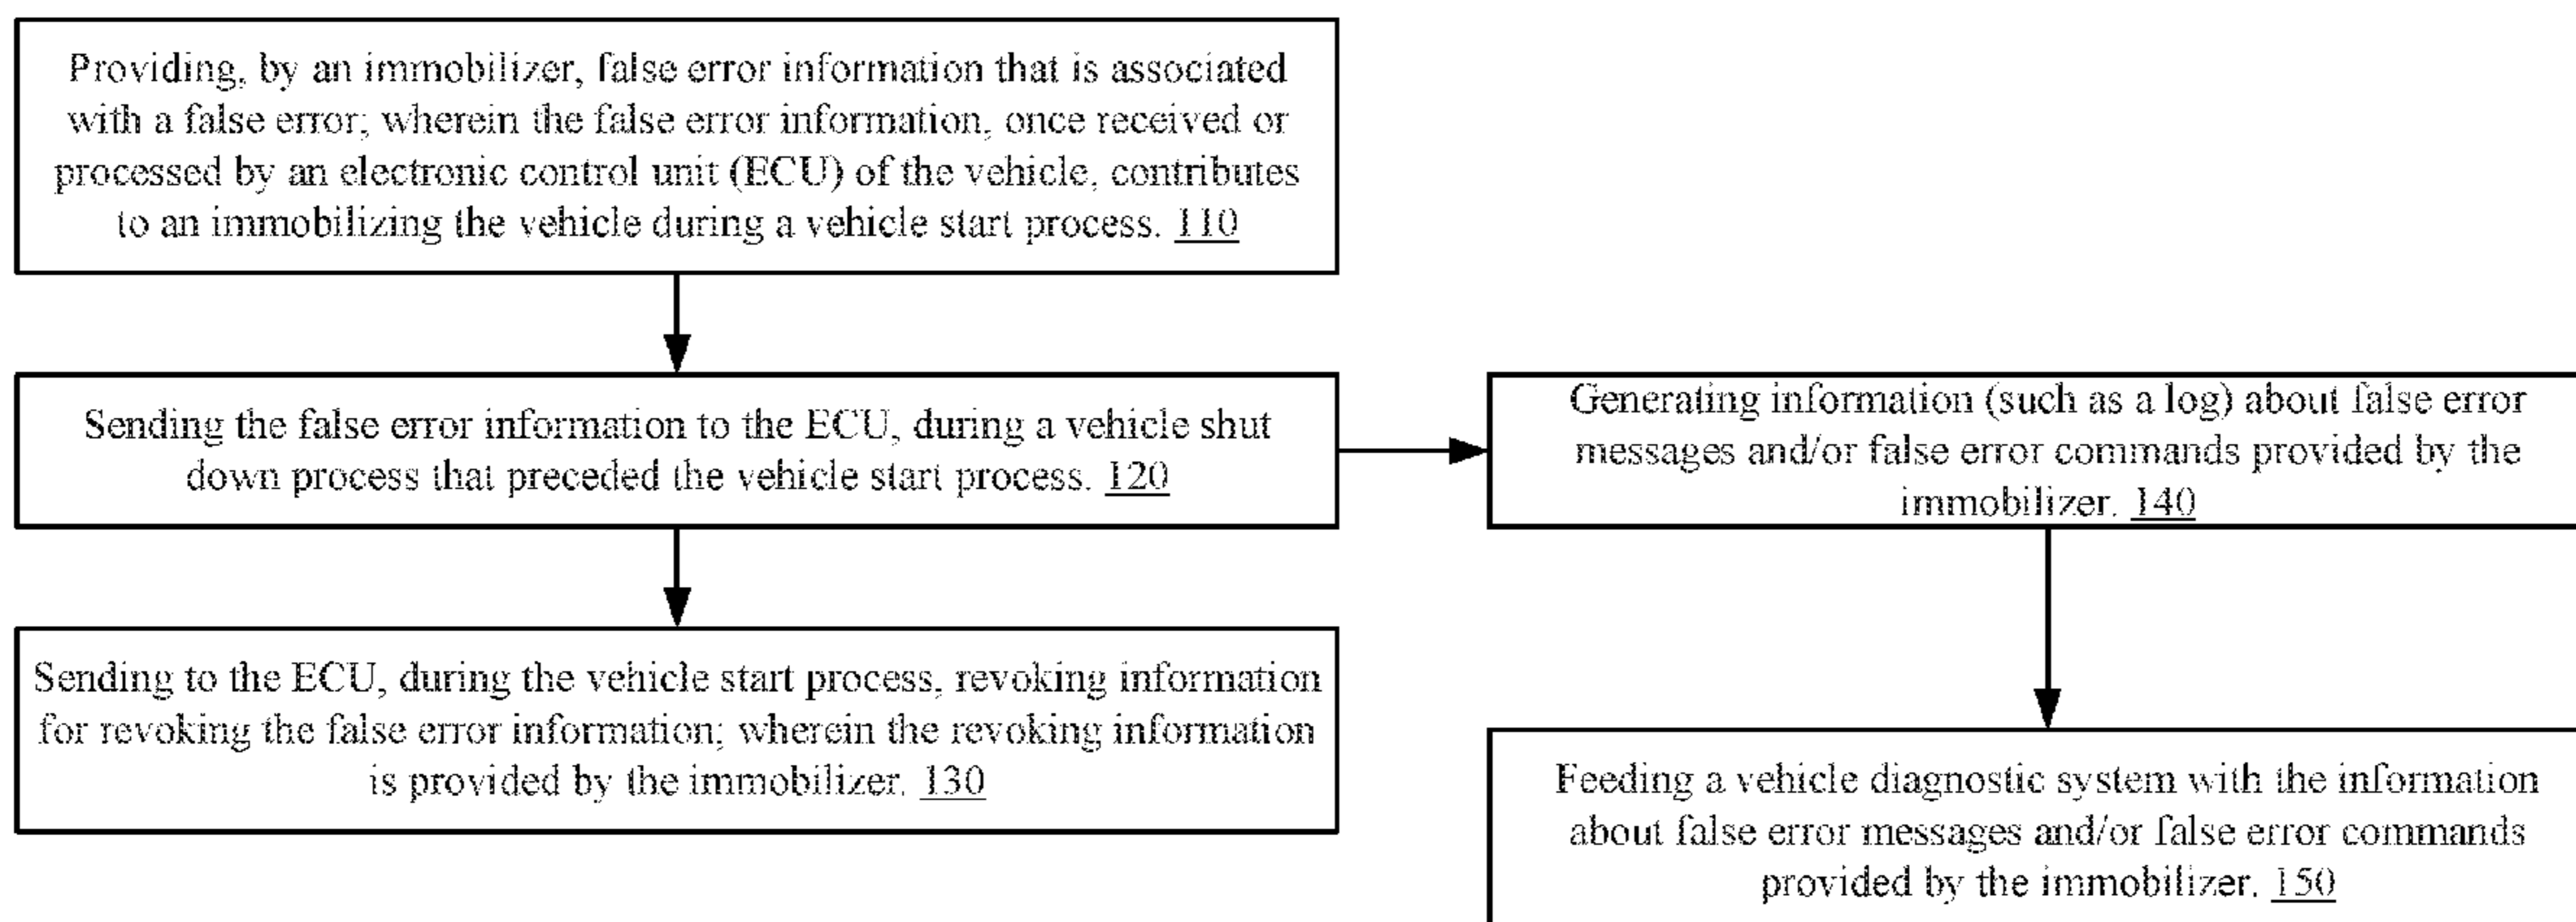 Providing, by an immobilizer, false error information that is associated
with a false error; wherein the false error information, once received or
processed by an electronic control unit (ECU) of the vehicle, contributes
to an immobilizing the vehicle during a vehicle start process. 110
Sending the false error information to the ECU, during a vehicle shut
down process that preceded the vehicle start process. 120
Sending to the ECU, during the vehicle start process, revoking information
for revoking the false error information; wherein the revoking information
is provided by the immobilizer. 130
Generating information (such as a log) about false error
messages and/or false error commands provided by the
immobilizer. 140
Feeding a vehicle diagnostic system with the information
about false error messages and/or false error commands
provided by the immobilizer. 150